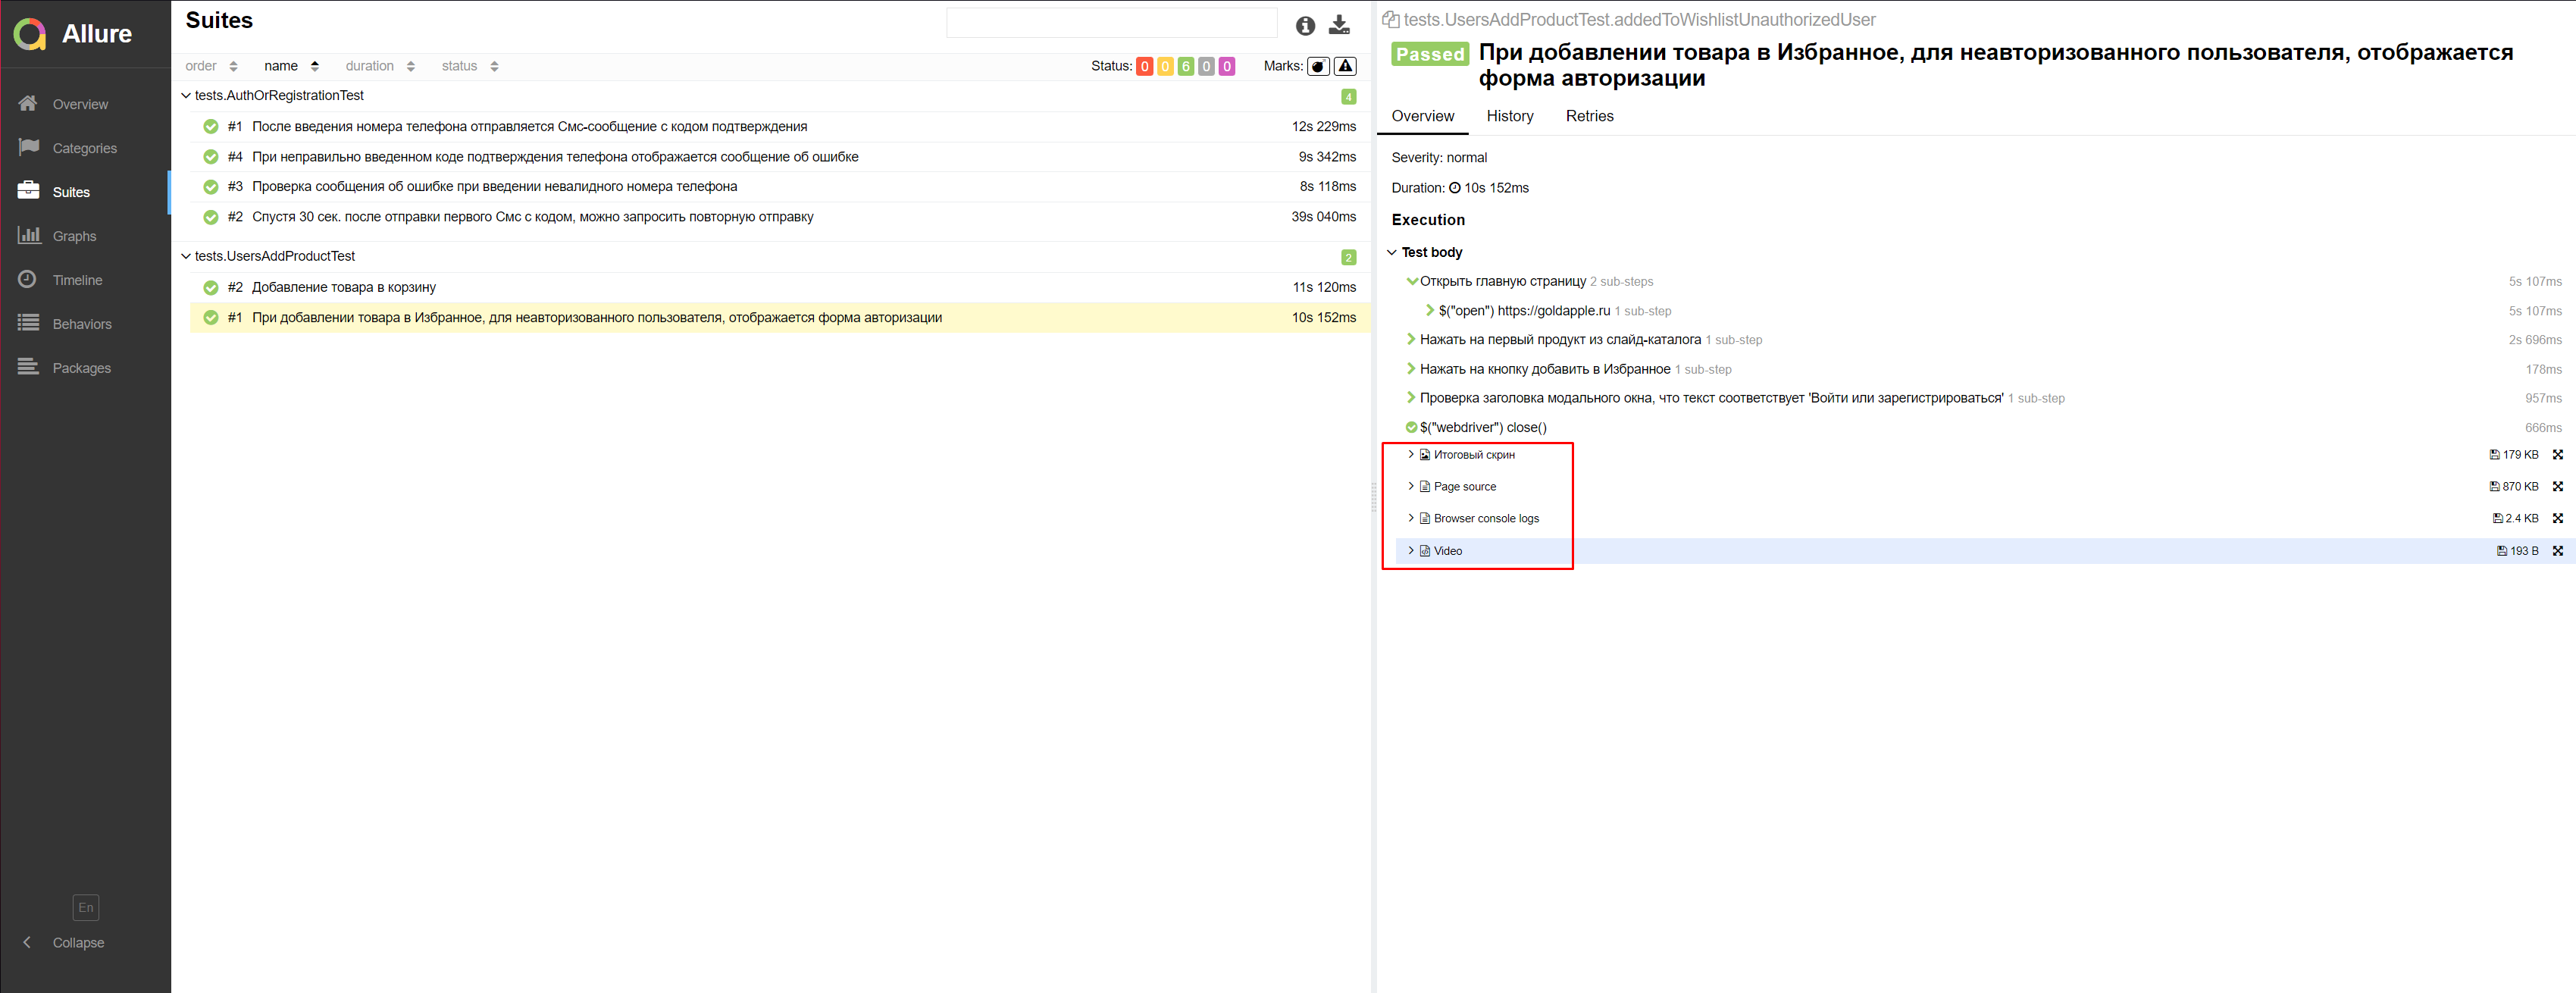 Allure
Overview
Categories
Suites
Graphs
Timeline
Behaviors
Packages
En
Collapse
Suites
order name duration status Status: 0 0 6 0 0 Marks:
tests.AuthOrRegistrationTest 4
#1 После введения номера телефона отправляется Смс-сообщение с кодом подтверждения 12s 229ms
#4 При неправильно введенном коде подтверждения телефона отображается сообщение об ошибке 9s 342ms
#3 Проверка сообщения об ошибке при введении невалидного номера телефона 8s 118ms
#2 Спустя 30 сек. после отправки первого Смс с кодом, можно запросить повторную отправку 39s 040ms
tests.UsersAddProductTest 2
#2 Добавление товара в корзину 11s 120ms
#1 При добавлении товара в Избранное, для неавторизованного пользователя, отображается форма авторизации 10s 152ms
tests.UsersAddProductTest.addedToWishlistUnauthorizedUser
Passed При добавлении товара в Избранное, для неавторизованного пользователя, отображается
форма авторизации
Overview History Retries
Severity: normal
Duration: 10s 152ms
Execution
Test body
Открыть главную страницу 2 sub-steps 5s 107ms
$("open") https://goldapple.ru 1 sub-step 5s 107ms
Нажать на первый продукт из слайд-каталога 1 sub-step 2s 696ms
Нажать на кнопку добавить в Избранное 1 sub-step 178ms
Проверка заголовка модального окна, что текст соответствует 'Войти или зарегистрироваться' 1 sub-step 957ms
$("webdriver") close() 666ms
Итоговый скрин 179 KB
Page source 870 KB
Browser console logs 2.4 KB
Video 193 B